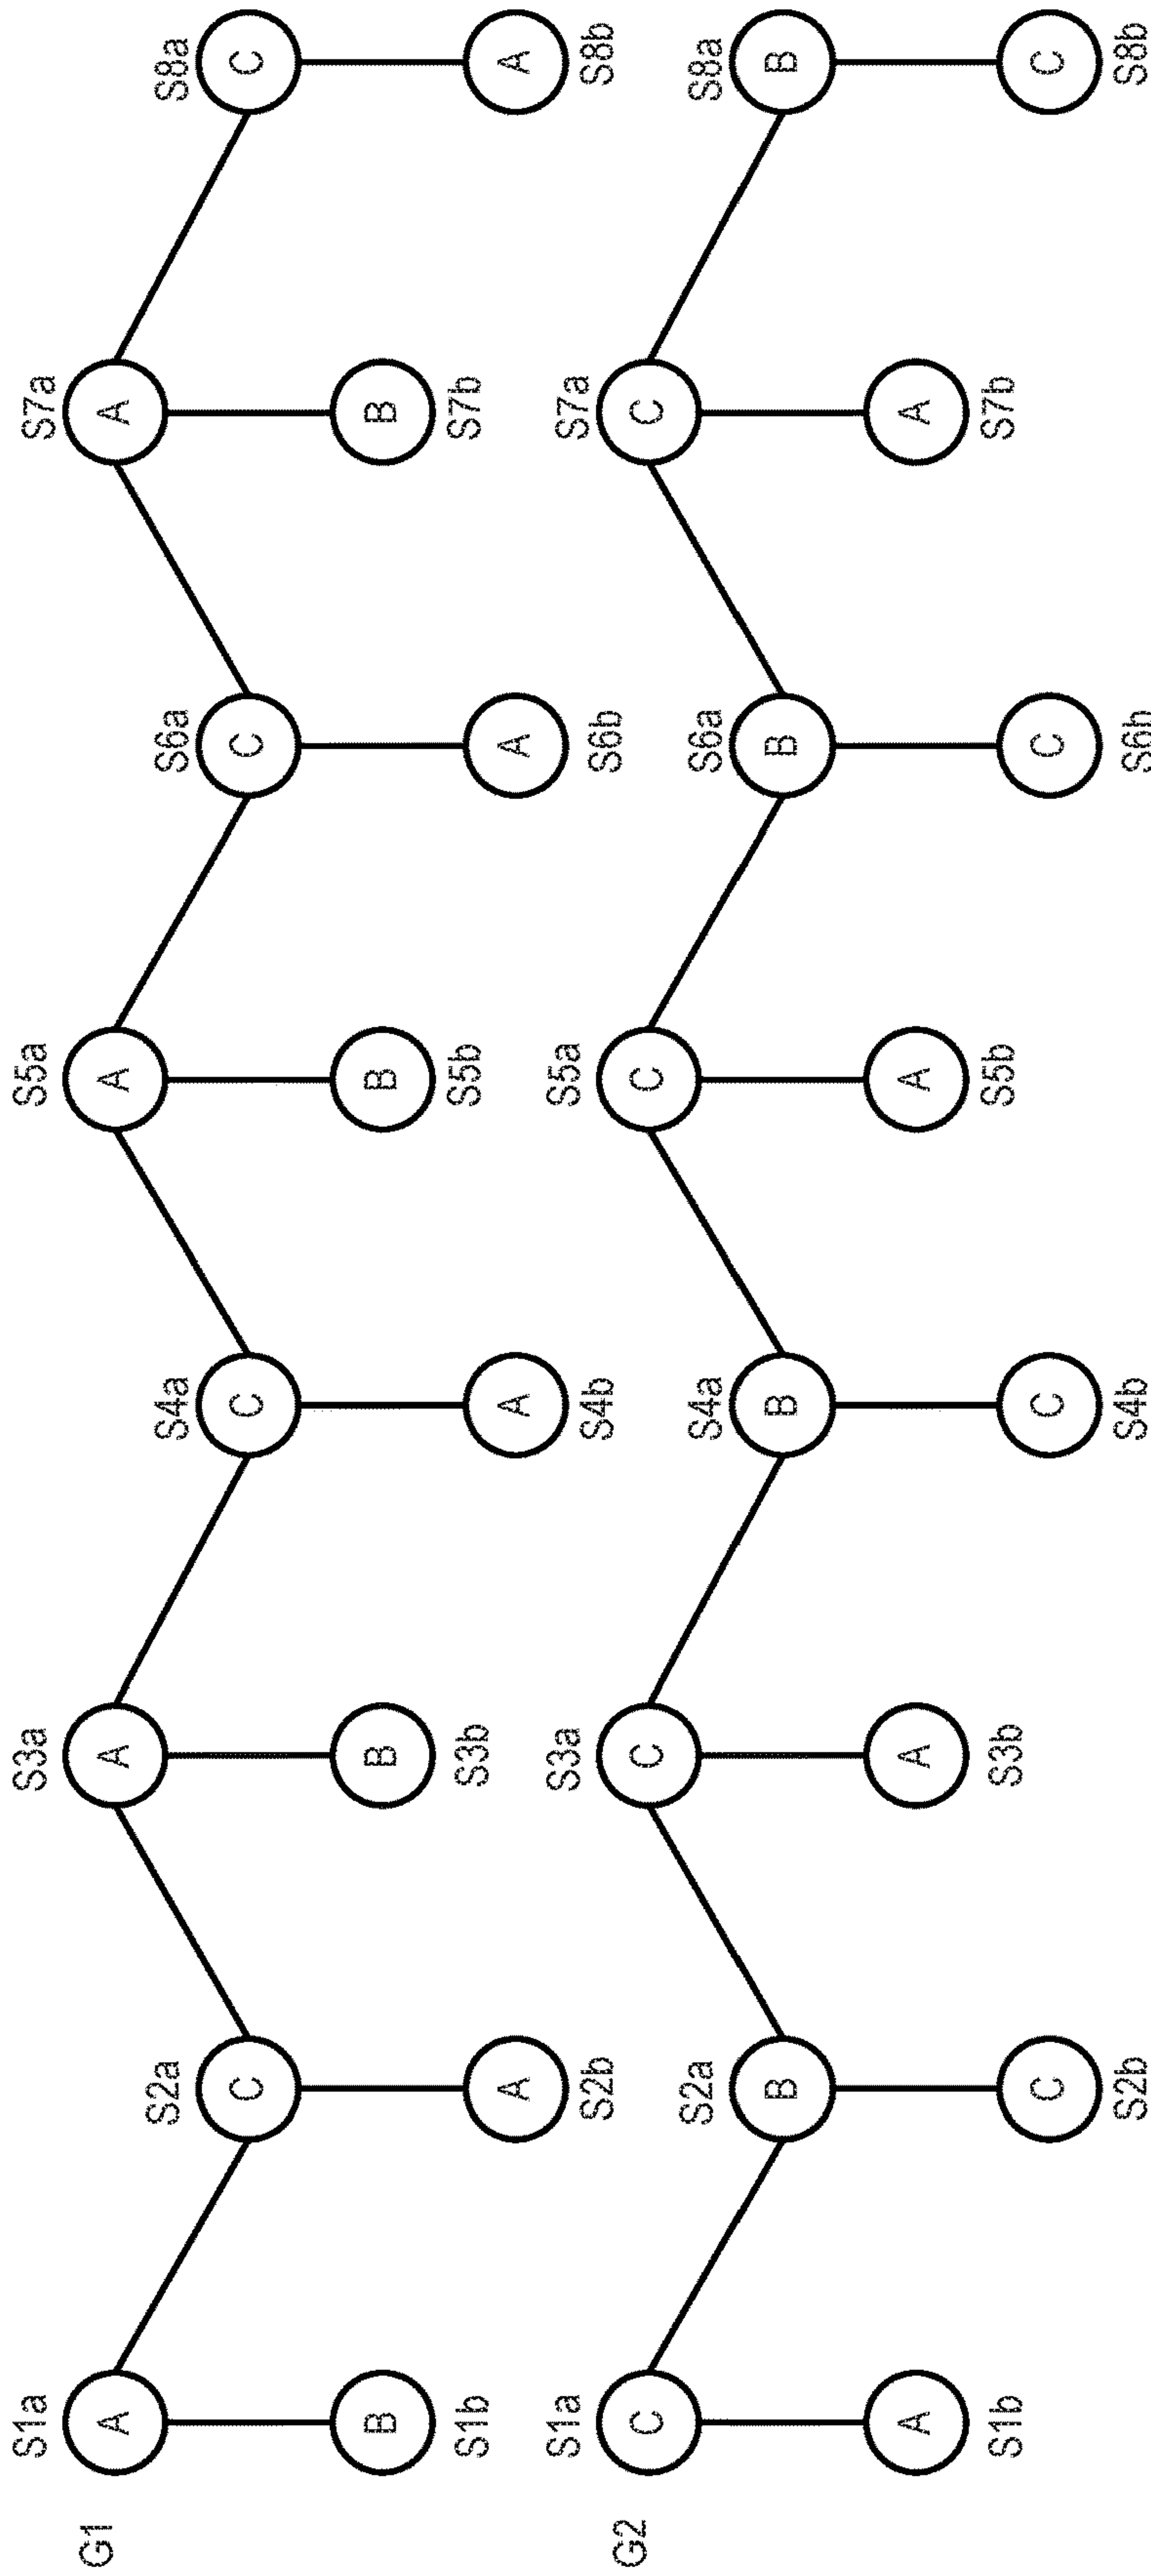 S1a S3a S5a S7a
G1 A A A A
S2a S4a S6a S8a
C C C C
B B B B
S1b S3b S5b S7b
A A A A
S2b S4b S6b S8b
S1a S3a S5a S7a
G2 C C C C
S2a S4a S6a S8a
B B B B
A A A A
S1b S3b S5b S7b
C C C C
S2b S4b S6b S8b